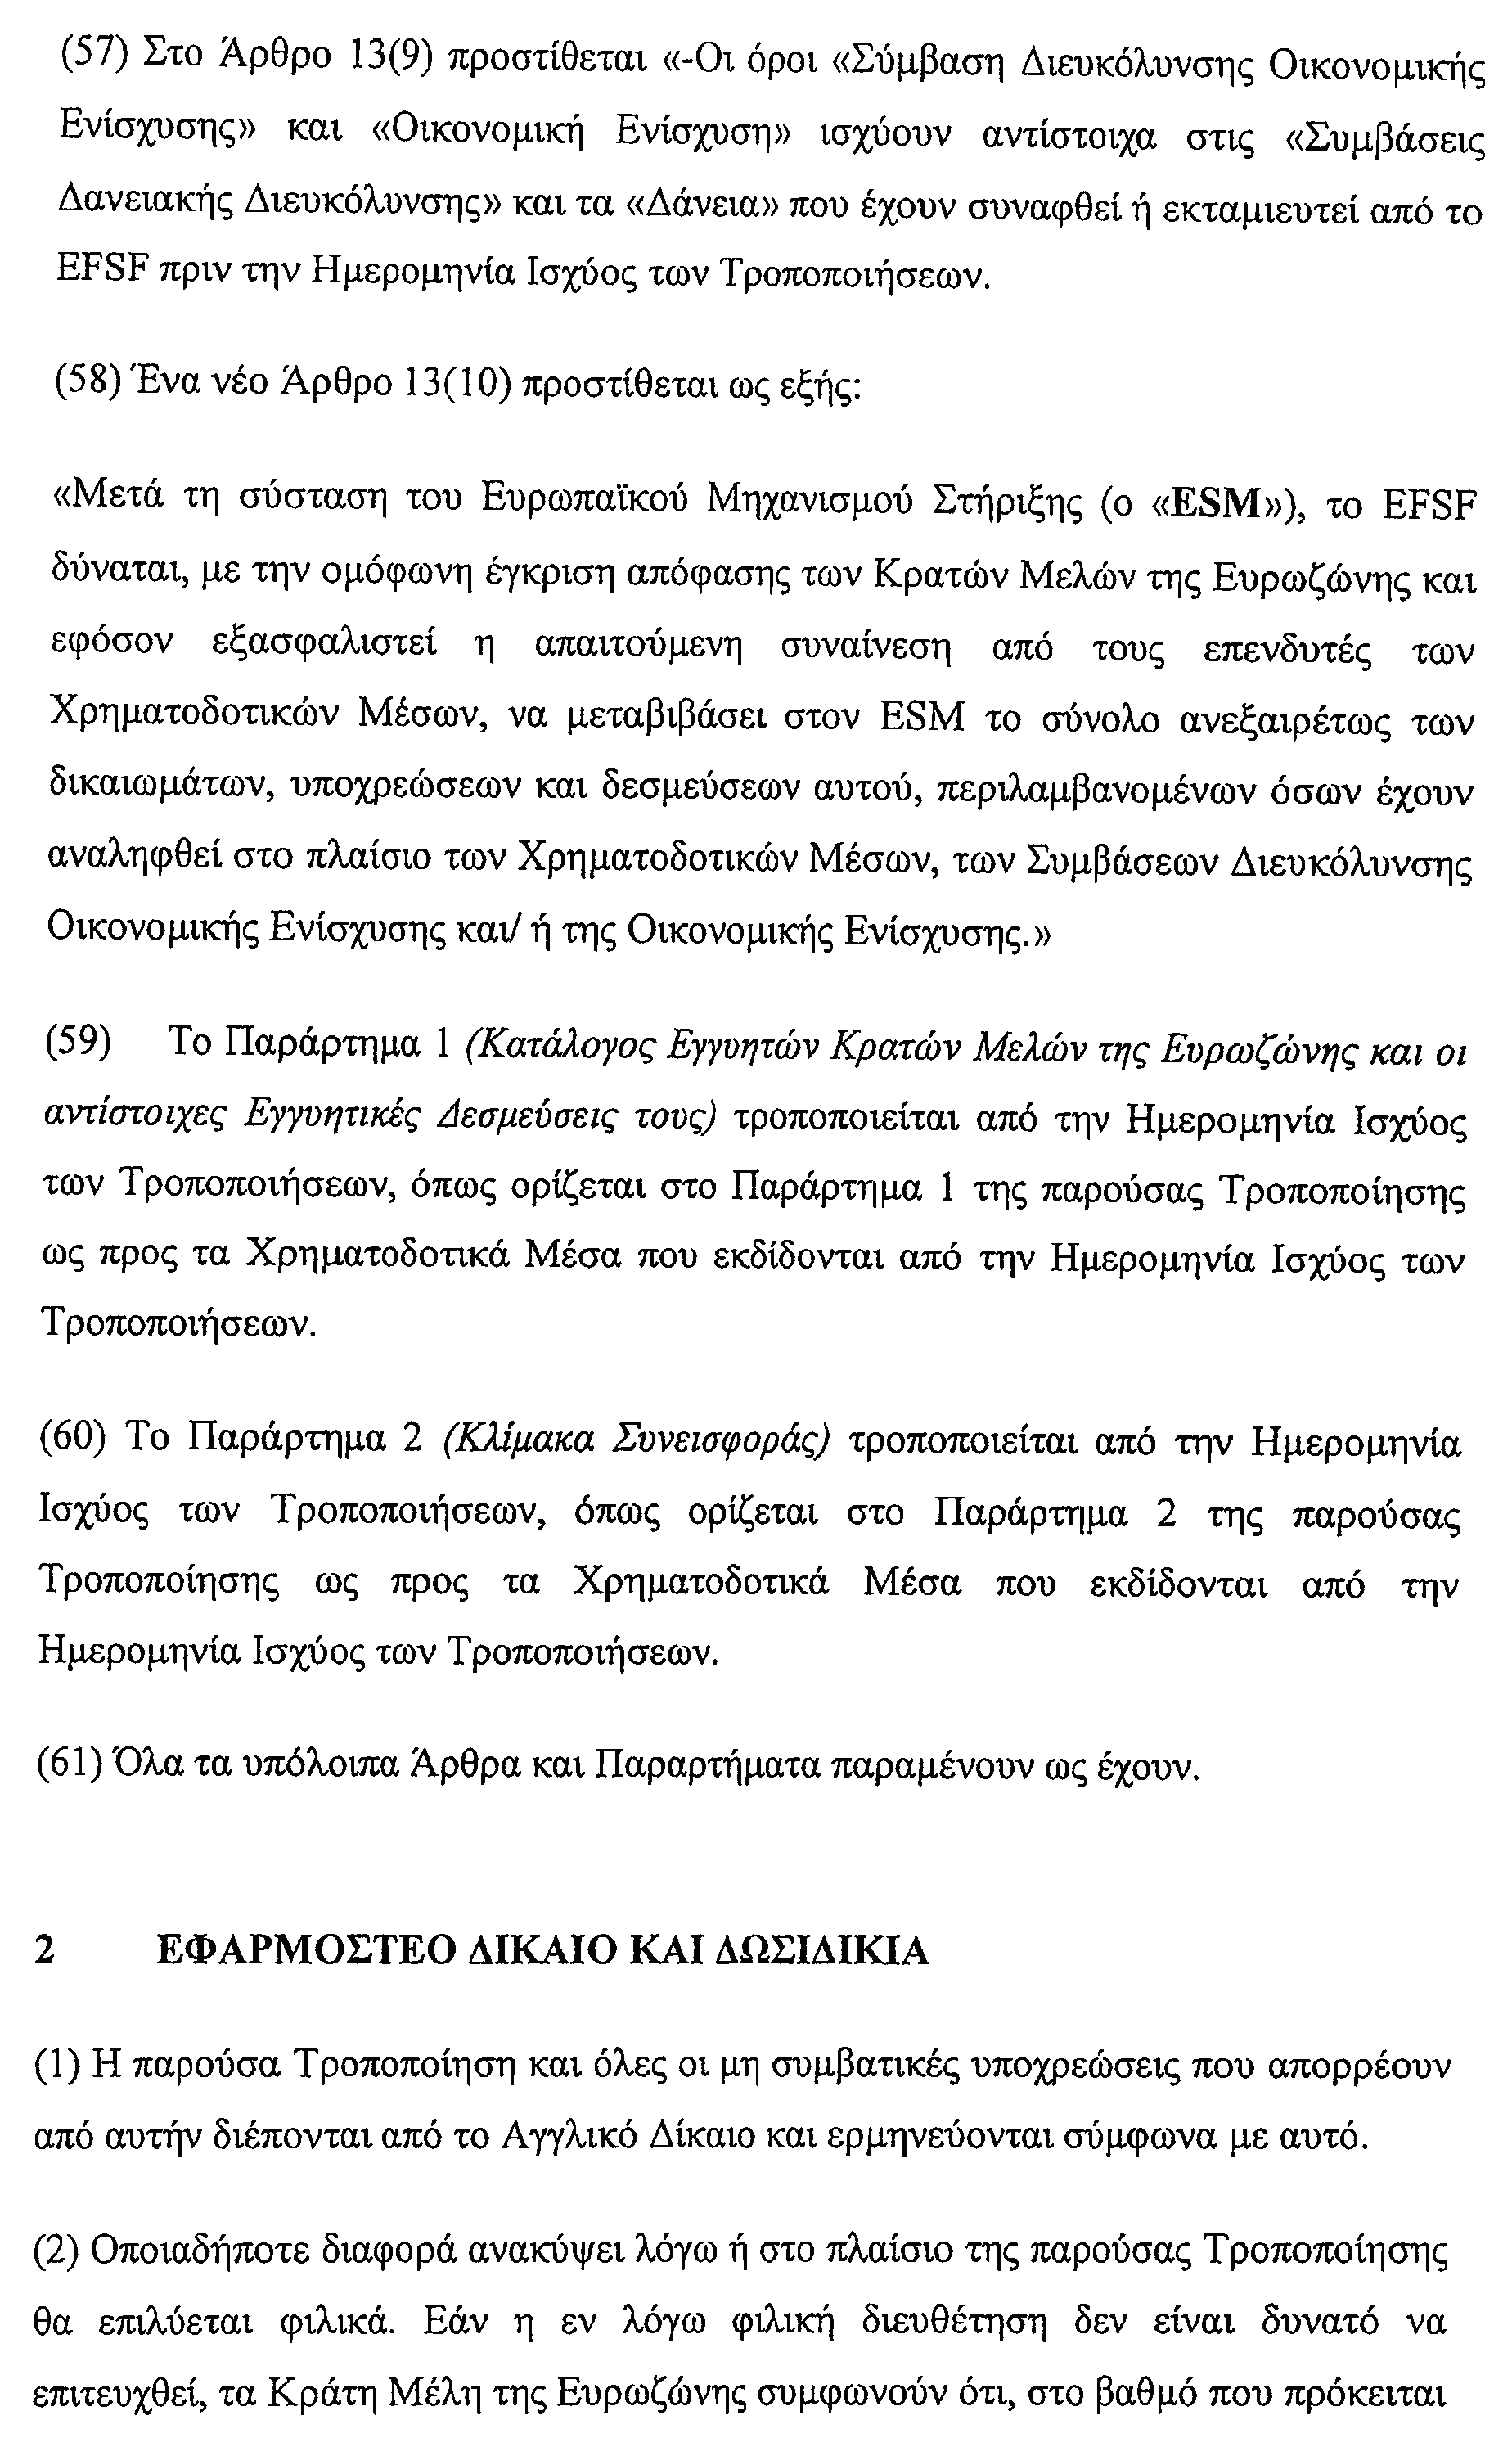 (57) Στο Άρθρο 13(9) προστίθεται «-Οι όροι «Σύμβαση Διευκόλυνσης Οικονομικής
Ενίσχυσης» και «Οικονομική Ενίσχυση» ισχύουν αντίστοιχα στις «Συμβάσεις
Δανειακής Διευκόλυνσης» και τα «Δάνεια» που έχουν συναφθεί ή εκταμιευτεί από το
EFSF πριν την Ημερομηνία Ισχύος των Τροποποιήσεων.
(58) Ένα νέο Άρθρο 13(10) προστίθεται ως εξής:
«Μετά τη σύσταση του Ευρωπαϊκού Μηχανισμού Στήριξης (ο «ESM»), το EFSF
δύναται, με την ομόφωνη έγκριση απόφασης των Κρατών Μελών της Ευρωζώνης και
εφόσον εξασφαλιστεί η απαιτούμενη συναίνεση από τους επενδυτές των
Χρηματοδοτικών Μέσων, να μεταβιβάσει στον ESM το σύνολο ανεξαιρέτως των
δικαιωμάτων, υποχρεώσεων και δεσμεύσεων αυτού, περιλαμβανομένων όσων έχουν
αναληφθεί στο πλαίσιο των Χρηματοδοτικών Μέσων, των Συμβάσεων Διευκόλυνσης
Οικονομικής Ενίσχυσης και/ ή της Οικονομικής Ενίσχυσης.»
(59) Το Παράρτημα 1 (Κατάλογος Εγγυητών Κρατών Μελών της Ευρωζώνης και οι
αντίστοιχες Εγγυητικές Δεσμεύσεις τους) τροποποιείται από την Ημερομηνία Ισχύος
των Τροποποιήσεων, όπως ορίζεται στο Παράρτημα 1 της παρούσας Τροποποίησης
ως προς τα Χρηματοδοτικά Μέσα που εκδίδονται από την Ημερομηνία Ισχύος των
Τροποποιήσεων.
(60) Το Παράρτημα 2 (Κλίμακα Συνεισφοράς) τροποποιείται από την Ημερομηνία
Ισχύος των Τροποποιήσεων, όπως ορίζεται στο Παράρτημα 2 της παρούσας
Τροποποίησης ως προς τα Χρηματοδοτικά Μέσα που εκδίδονται από την
Ημερομηνία Ισχύος των Τροποποιήσεων.
(61) Όλα τα υπόλοιπα Άρθρα και Παραρτήματα παραμένουν ως έχουν.
2 ΕΦΑΡΜΟΣΤΕΟ ΔΙΚΑΙΟ ΚΑΙ ΔΩΣΙΔΙΚΙΑ
(1) Η παρούσα Τροποποίηση και όλες οι μη συμβατικές υποχρεώσεις που απορρέουν
από αυτήν διέπονται από το Αγγλικό Δίκαιο και ερμηνεύονται σύμφωνα με αυτό.
(2) Οποιαδήποτε διαφορά ανακύψει λόγω ή στο πλαίσιο της παρούσας Τροποποίησης
θα επιλύεται φιλικά. Εάν η εν λόγω φιλική διευθέτηση δεν είναι δυνατό να
επιτευχθεί, τα Κράτη Μέλη της Ευρωζώνης συμφωνούν ότι, στο βαθμό που πρόκειται